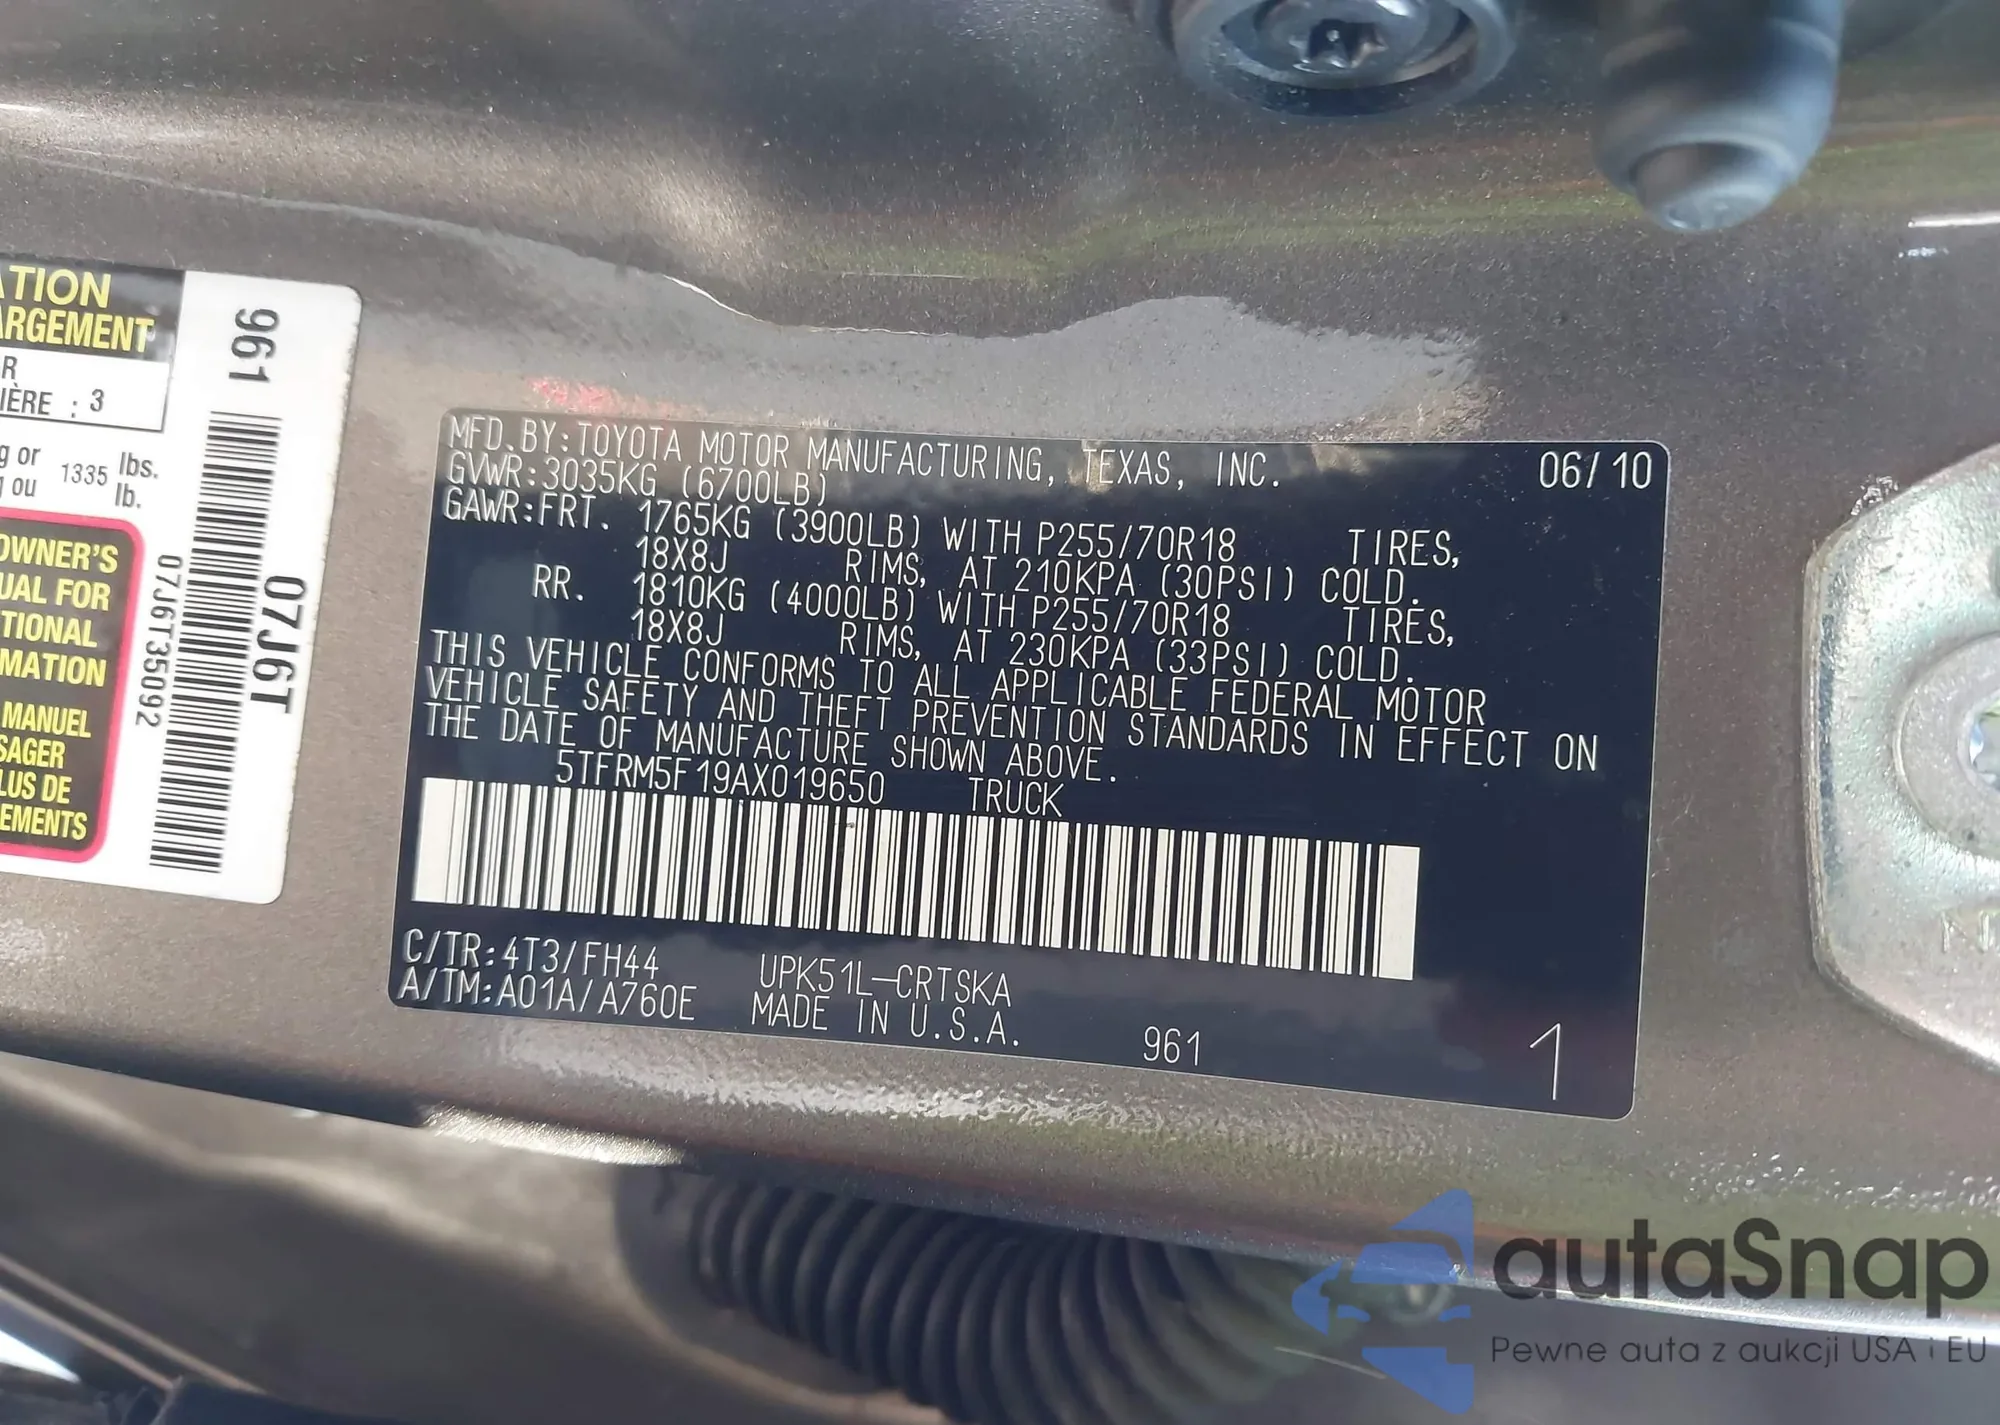 ATION
ARGEMENT
R
IÈRE : 3
g or 1335 lbs.
ou lb.
OWNER'S
UAL FOR
TIONAL
MATION
MANUEL
SAGER
LUS DE
EMENTS
961
07J6T
07J6T350092
MFD.BY:TOYOTA MOTOR MANUFACTURING, TEXAS, INC. 06/10
GVWR:3035KG (6700LB)
GAWR:FRT. 1765KG (3900LB) WITH P255/70R18 TIRES,
18X8J RIMS, AT 210KPA (30PSI) COLD.
RR. 1810KG (4000LB) WITH P255/70R18 TIRES,
18X8J RIMS, AT 230KPA (33PSI) COLD.
THIS VEHICLE CONFORMS TO ALL APPLICABLE FEDERAL MOTOR
VEHICLE SAFETY AND THEFT PREVENTION STANDARDS IN EFFECT ON
THE DATE OF MANUFACTURE SHOWN ABOVE.
5TFRM5F19AX019650 TRUCK
C/TR:4T3/FH44 UPK51L-CRTSKA
A/TM:A01A/A760E MADE IN U.S.A. 961 1
autaSnap
Pewne auta z aukcji USA i EU